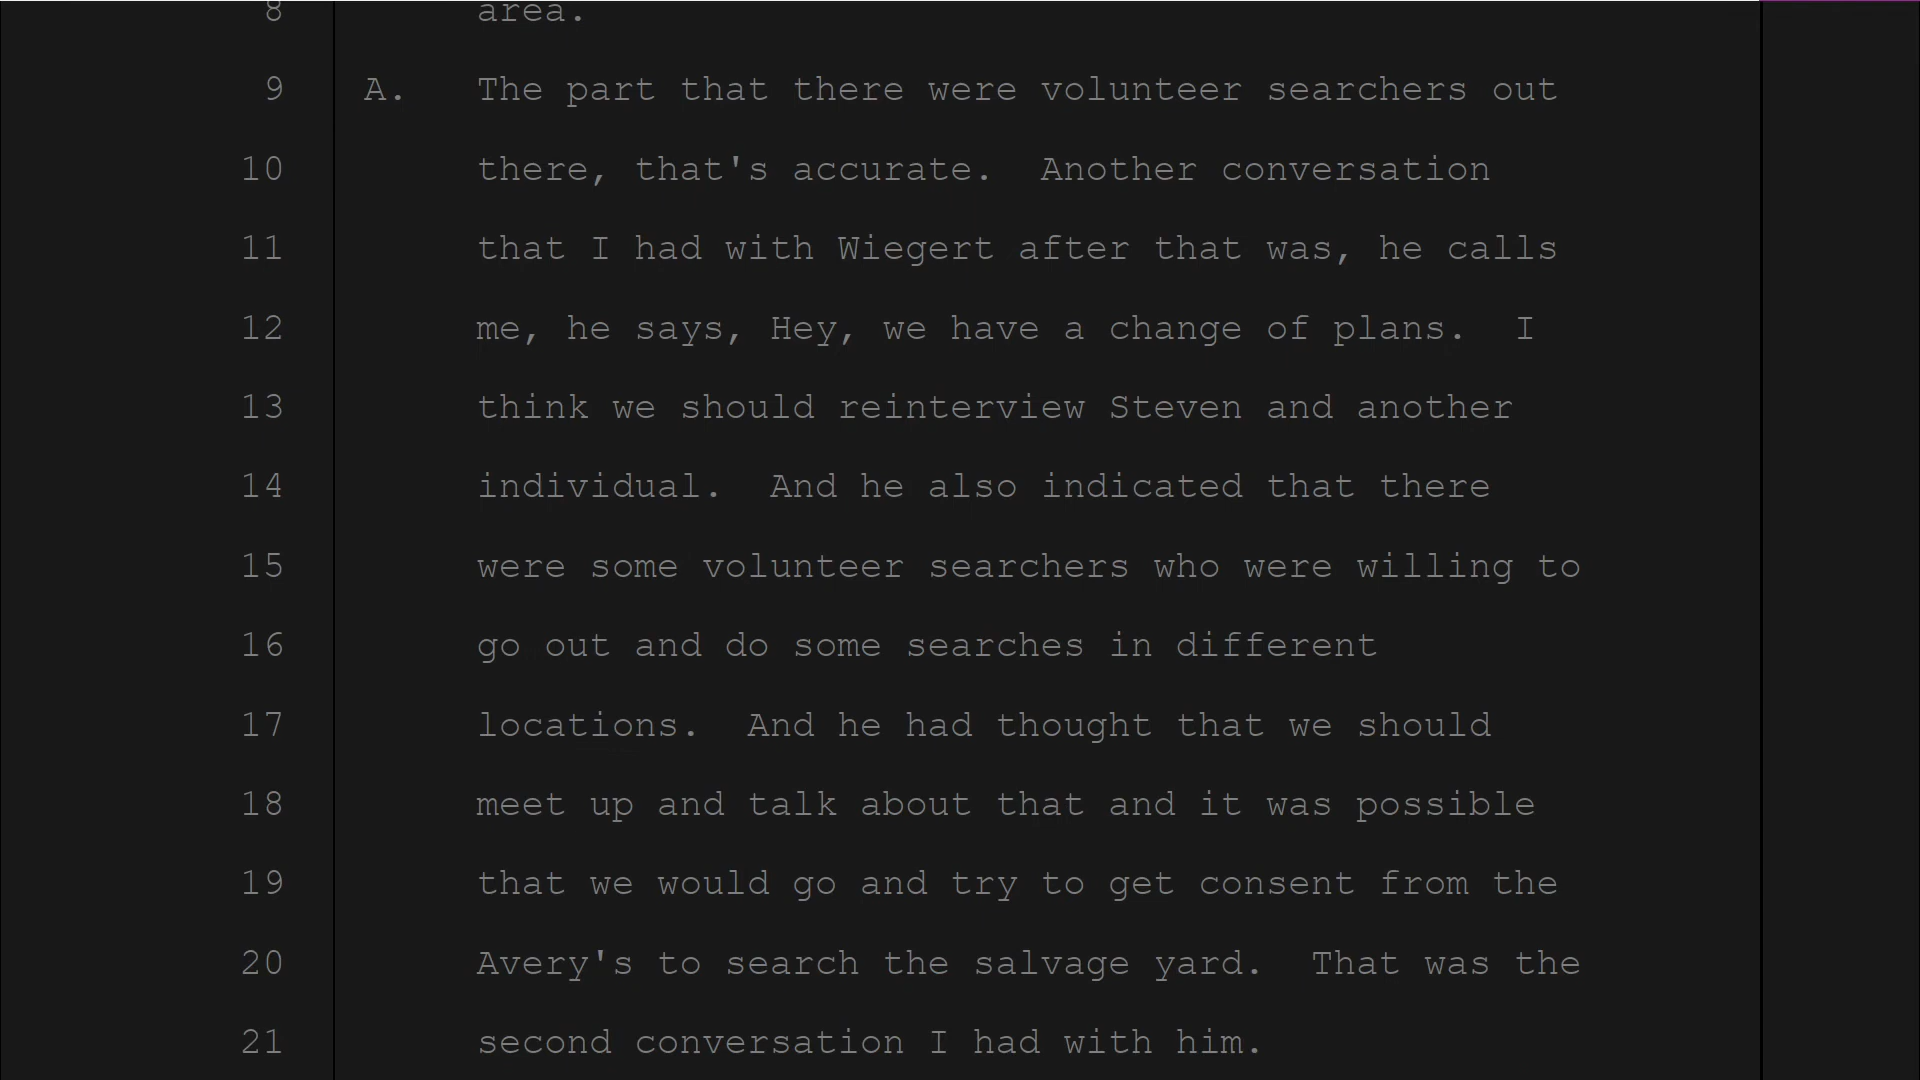 8 area.
9 A. The part that there were volunteer searchers out
10 there, that's accurate. Another conversation
11 that I had with Wiegert after that was, he calls
12 me, he says, Hey, we have a change of plans. I
13 think we should reinterview Steven and another
14 individual. And he also indicated that there
15 were some volunteer searchers who were willing to
16 go out and do some searches in different
17 locations. And he had thought that we should
18 meet up and talk about that and it was possible
19 that we would go and try to get consent from the
20 Avery's to search the salvage yard. That was the
21 second conversation I had with him.